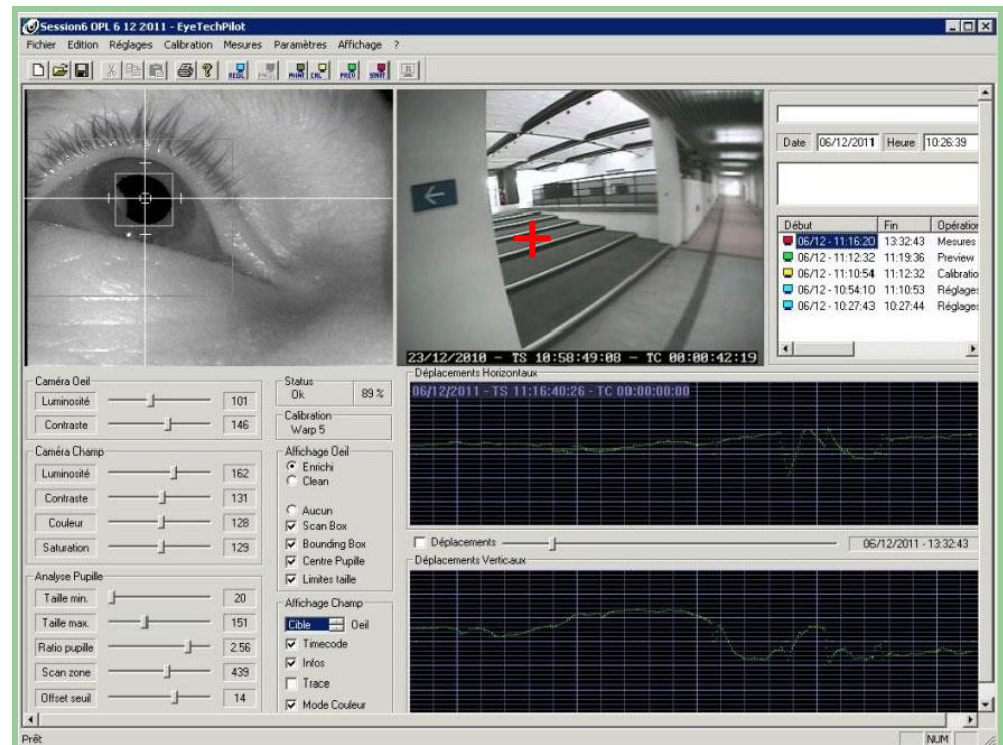 Session6 OPL 6 12 2011 - EyeTechPilot
Fichier Edition Réglages Calibration Mesures Paramètres Affichage ?
REGL PRINT CAL PREV START
Date 06/12/2011 Heure 10:26:39
Début Fin Opération
06/12 - 11:16:20 13:32:43 Mesures
06/12 - 11:12:32 11:19:36 Preview
06/12 - 11:10:54 11:12:32 Calibratio
06/12 - 10:54:10 11:10:53 Réglages
06/12 - 10:27:43 10:27:44 Réglages
23/12/2010 - TS 10:58:49:08 - TC 00:00:42:19
Caméra Oeil
Luminosité 101
Contraste 146
Caméra Champ
Luminosité 162
Contraste 131
Couleur 128
Saturation 129
Analyse Pupille
Taille min. 20
Taille max. 151
Ratio pupille 2.56
Scan zone 439
Offset seuil 14
Status
Ok 89 %
Calibration
Warp 5
Affichage Oeil
Enrichi
Clean
Aucun
Scan Box
Bounding Box
Centre Pupille
Limites taille
Affichage Champ
Cible Oeil
Timecode
Infos
Trace
Mode Couleur
Déplacements Horizontaux
06/12/2011 - TS 11:16:40:26 - TC 00:00:00:00
Déplacements 06/12/2011 - 13:32:43
Déplacements Verticaux
Prêt NUM